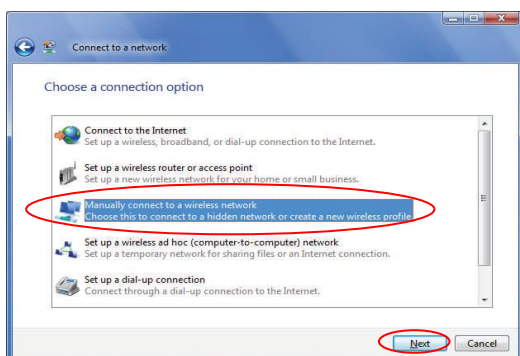 Connect to a network
Choose a connection option
Connect to the Internet
Set up a wireless, broadband, or dial-up connection to the Internet.
Set up a wireless router or access point
Set up a new wireless network for your home or small business.
Manually connect to a wireless network
Choose this to connect to a hidden network or create a new wireless profile
Set up a wireless ad hoc (computer-to-computer) network
Set up a temporary network for sharing files or an Internet connection.
Set up a dial-up connection
Connect through a dial-up connection to the Internet.
Next Cancel